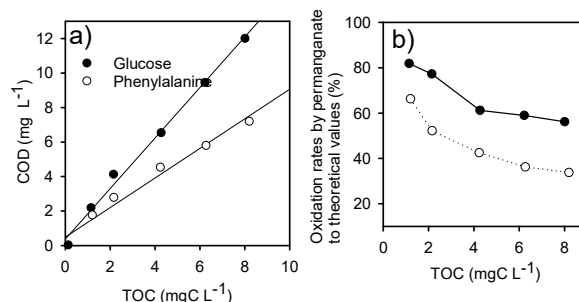 a)
Glucose
Phenylalanine
COD (mg L-1)
12
10
8
6
4
2
0
0 2 4 6 8 10
TOC (mgC L-1)
b)
Oxidation rates by permanganate
to theoretical values (%)
100
80
60
40
20
0 2 4 6 8
TOC (mgC L-1)